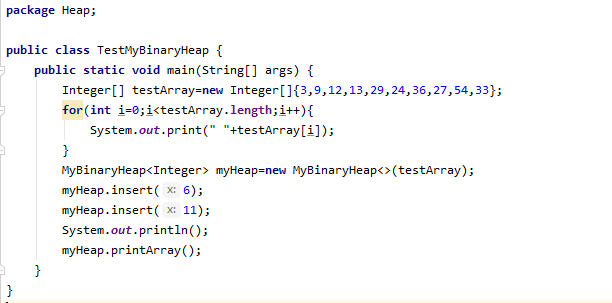 package Heap;
public class TestMyBinaryHeap {
public static void main(String[] args) {
Integer[] testArray=new Integer[]{3,9,12,13,29,24,36,27,54,33};
for(int i=0;i<testArray.length;i++){
System.out.print(" "+testArray[i]);
}
MyBinaryHeap<Integer> myHeap=new MyBinaryHeap<>(testArray);
myHeap.insert( x: 6);
myHeap.insert( x: 11);
System.out.println();
myHeap.printArray();
}
}